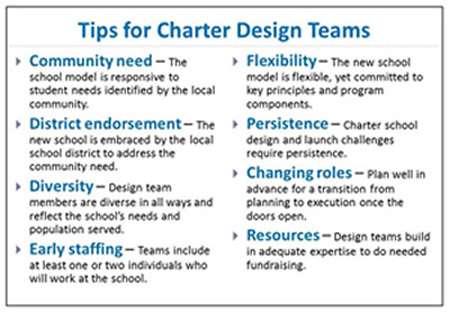 Tips for Charter Design Teams
Community need – The
school model is responsive to
student needs identified by the local
community.
District endorsement – The
new school is embraced by the local
school district to address the
community need.
Diversity – Design team
members are diverse in all ways and
reflect the school's needs and
population served.
Early staffing – Teams include
at least one or two individuals who
will work at the school.
Flexibility – The new school
model is flexible, yet committed to
key principles and program
components.
Persistence – Charter school
design and launch challenges
require persistence.
Changing roles – Plan well in
advance for a transition from
planning to execution once the
doors open.
Resources – Design teams build
in adequate expertise to do needed
fundraising.